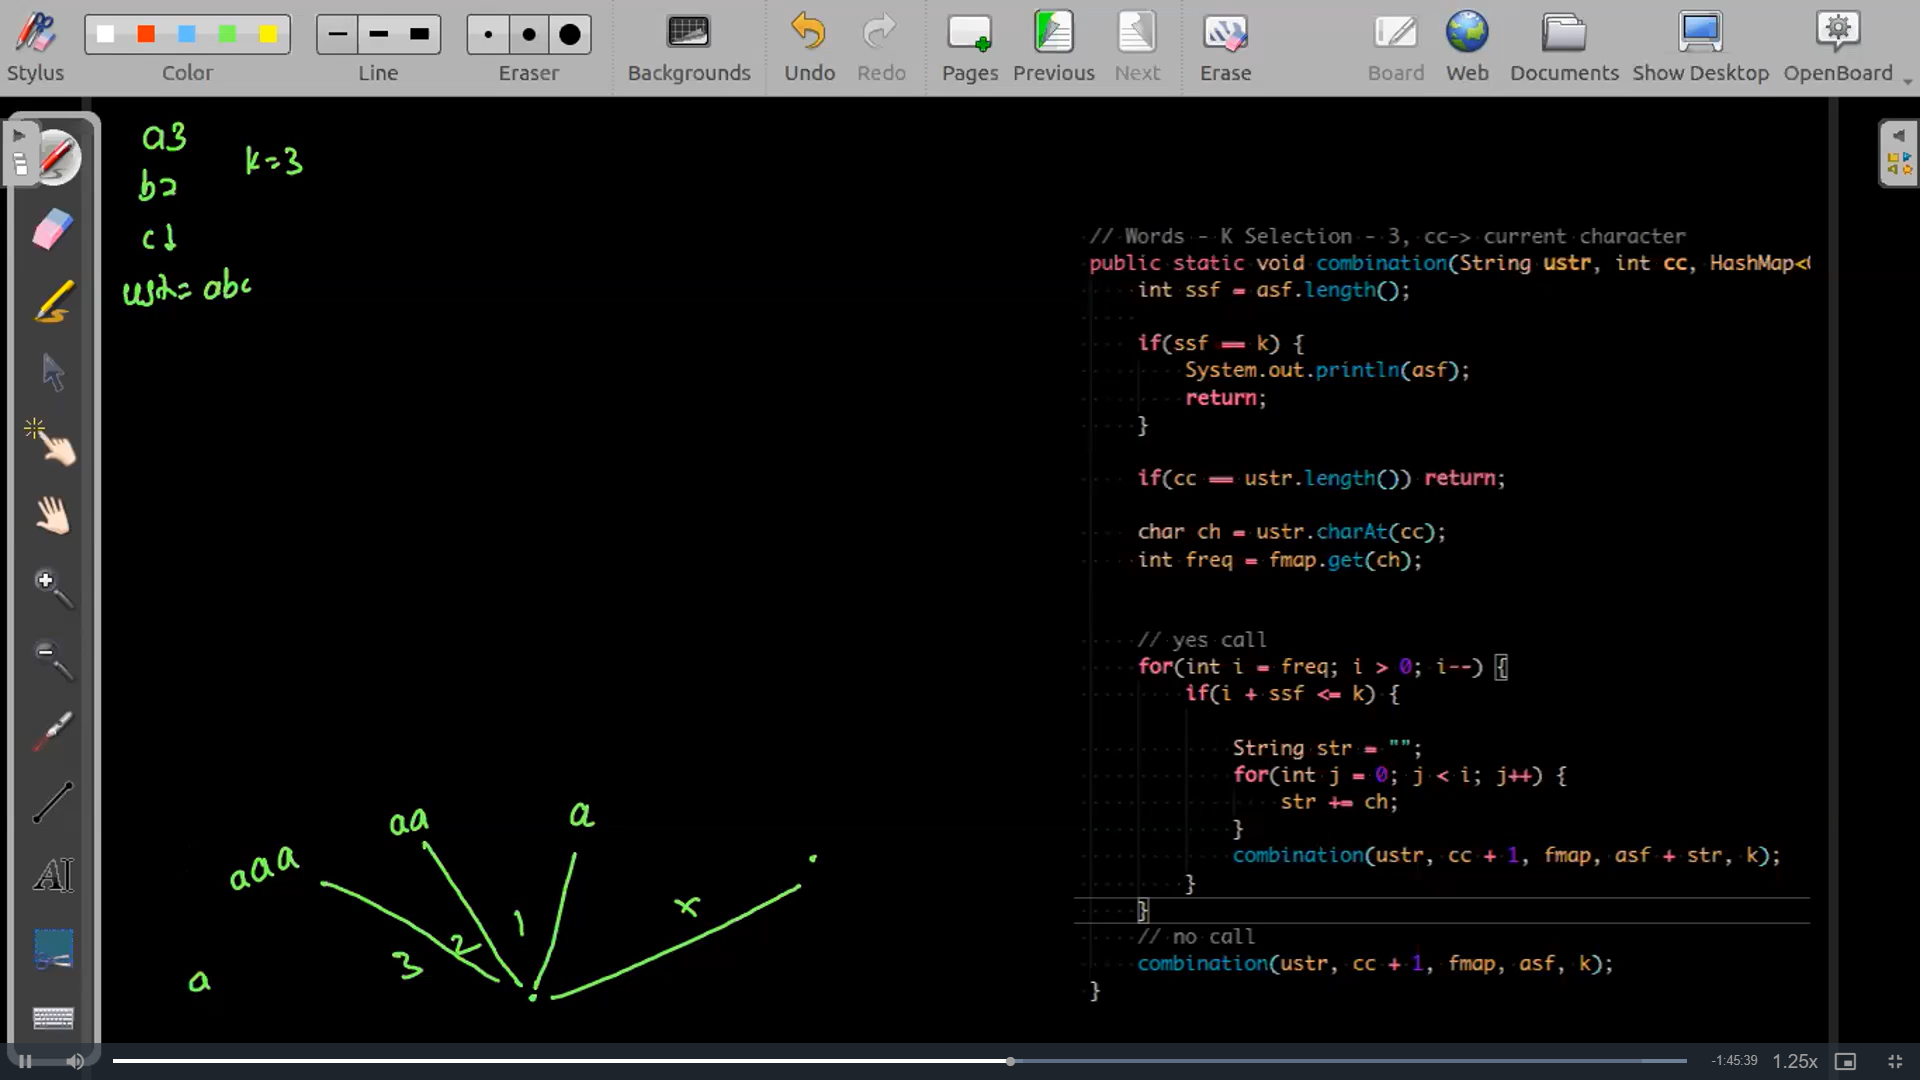 Stylus
Color
Line
Eraser
Backgrounds
Undo
Redo
Pages
Previous
Next
Erase
Board
Web
Documents
Show Desktop
OpenBoard
a3
k=3
b2
c1
ustr= abc
// Words - K Selection - 3, cc-> current character
public static void combination(String ustr, int cc, HashMap<
int ssf = asf.length();
if(ssf == k) {
System.out.println(asf);
return;
}
if(cc == ustr.length()) return;
char ch = ustr.charAt(cc);
int freq = fmap.get(ch);
// yes call
for(int i = freq; i > 0; i--) {
if(i + ssf <= k) {
String str = "";
for(int j = 0; j < i; j++) {
str += ch;
}
combination(ustr, cc + 1, fmap, asf + str, k);
}
}
// no call
combination(ustr, cc + 1, fmap, asf, k);
}
aaa
aa
a
x
1
2
3
a
-1:45:39
1.25x